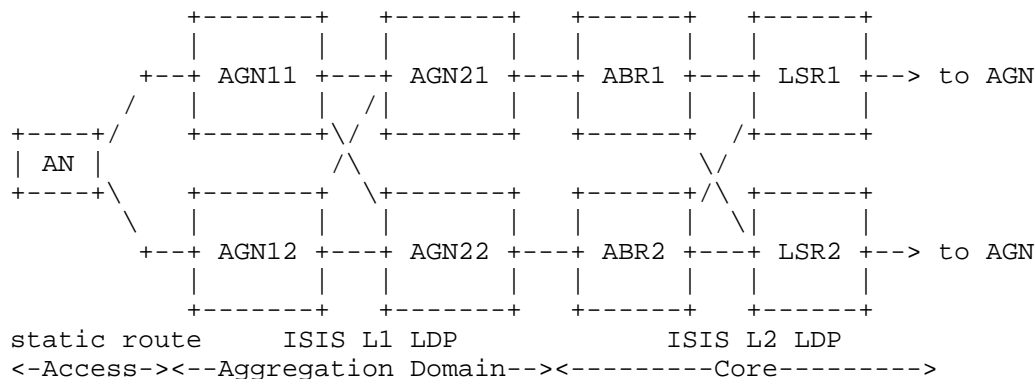 AGN11 AGN21 ABR1 LSR1 --> to AGN
AN
AGN12 AGN22 ABR2 LSR2 --> to AGN
static route ISIS L1 LDP ISIS L2 LDP
<-Access-><--Aggregation Domain--><---------Core--------->